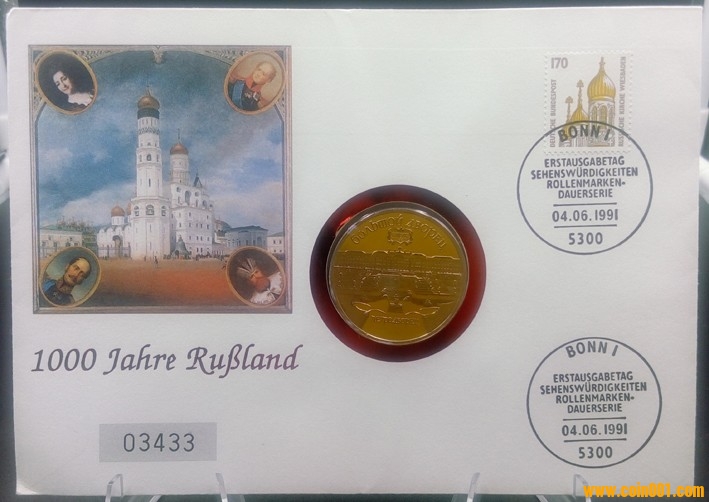 170
DEUTSCHE BUNDESPOST
RUSSISCHE KIRCHE WIESBADEN
BONN 1
ERSTAUSGABETAG
SEHENSWÜRDIGKEITEN
ROLLENMARKEN-
DAUERSERIE
04.06.1991
5300
1000 Jahre Rußland
03433
BONN 1
ERSTAUSGABETAG
SEHENSWÜRDIGKEITEN
ROLLENMARKEN-
DAUERSERIE
04.06.1991
5300
www.coin001.com